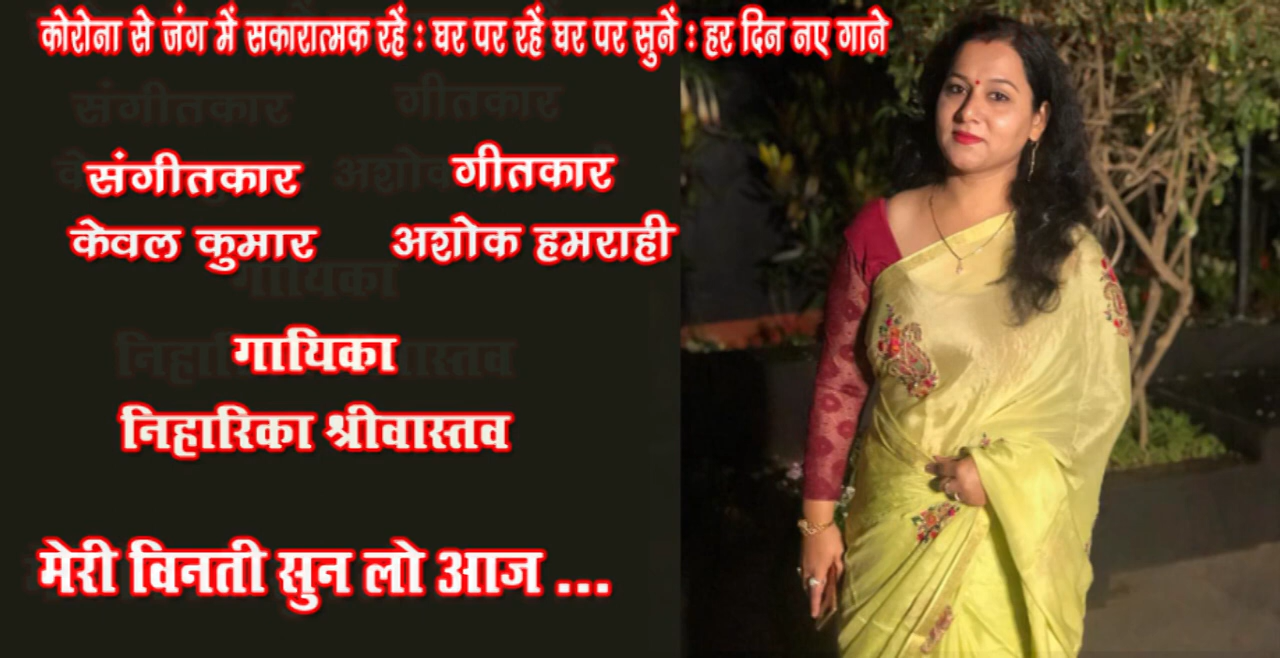 कोरोना से जंग में सकारात्मक रहें : घर पर रहें घर पर सुनें : हर दिन नए गाने
संगीतकार गीतकार
केवल कुमार अशोक हमराही
गायिका
निहारिका श्रीवास्तव
मेरी विनती सुन लो आज ...